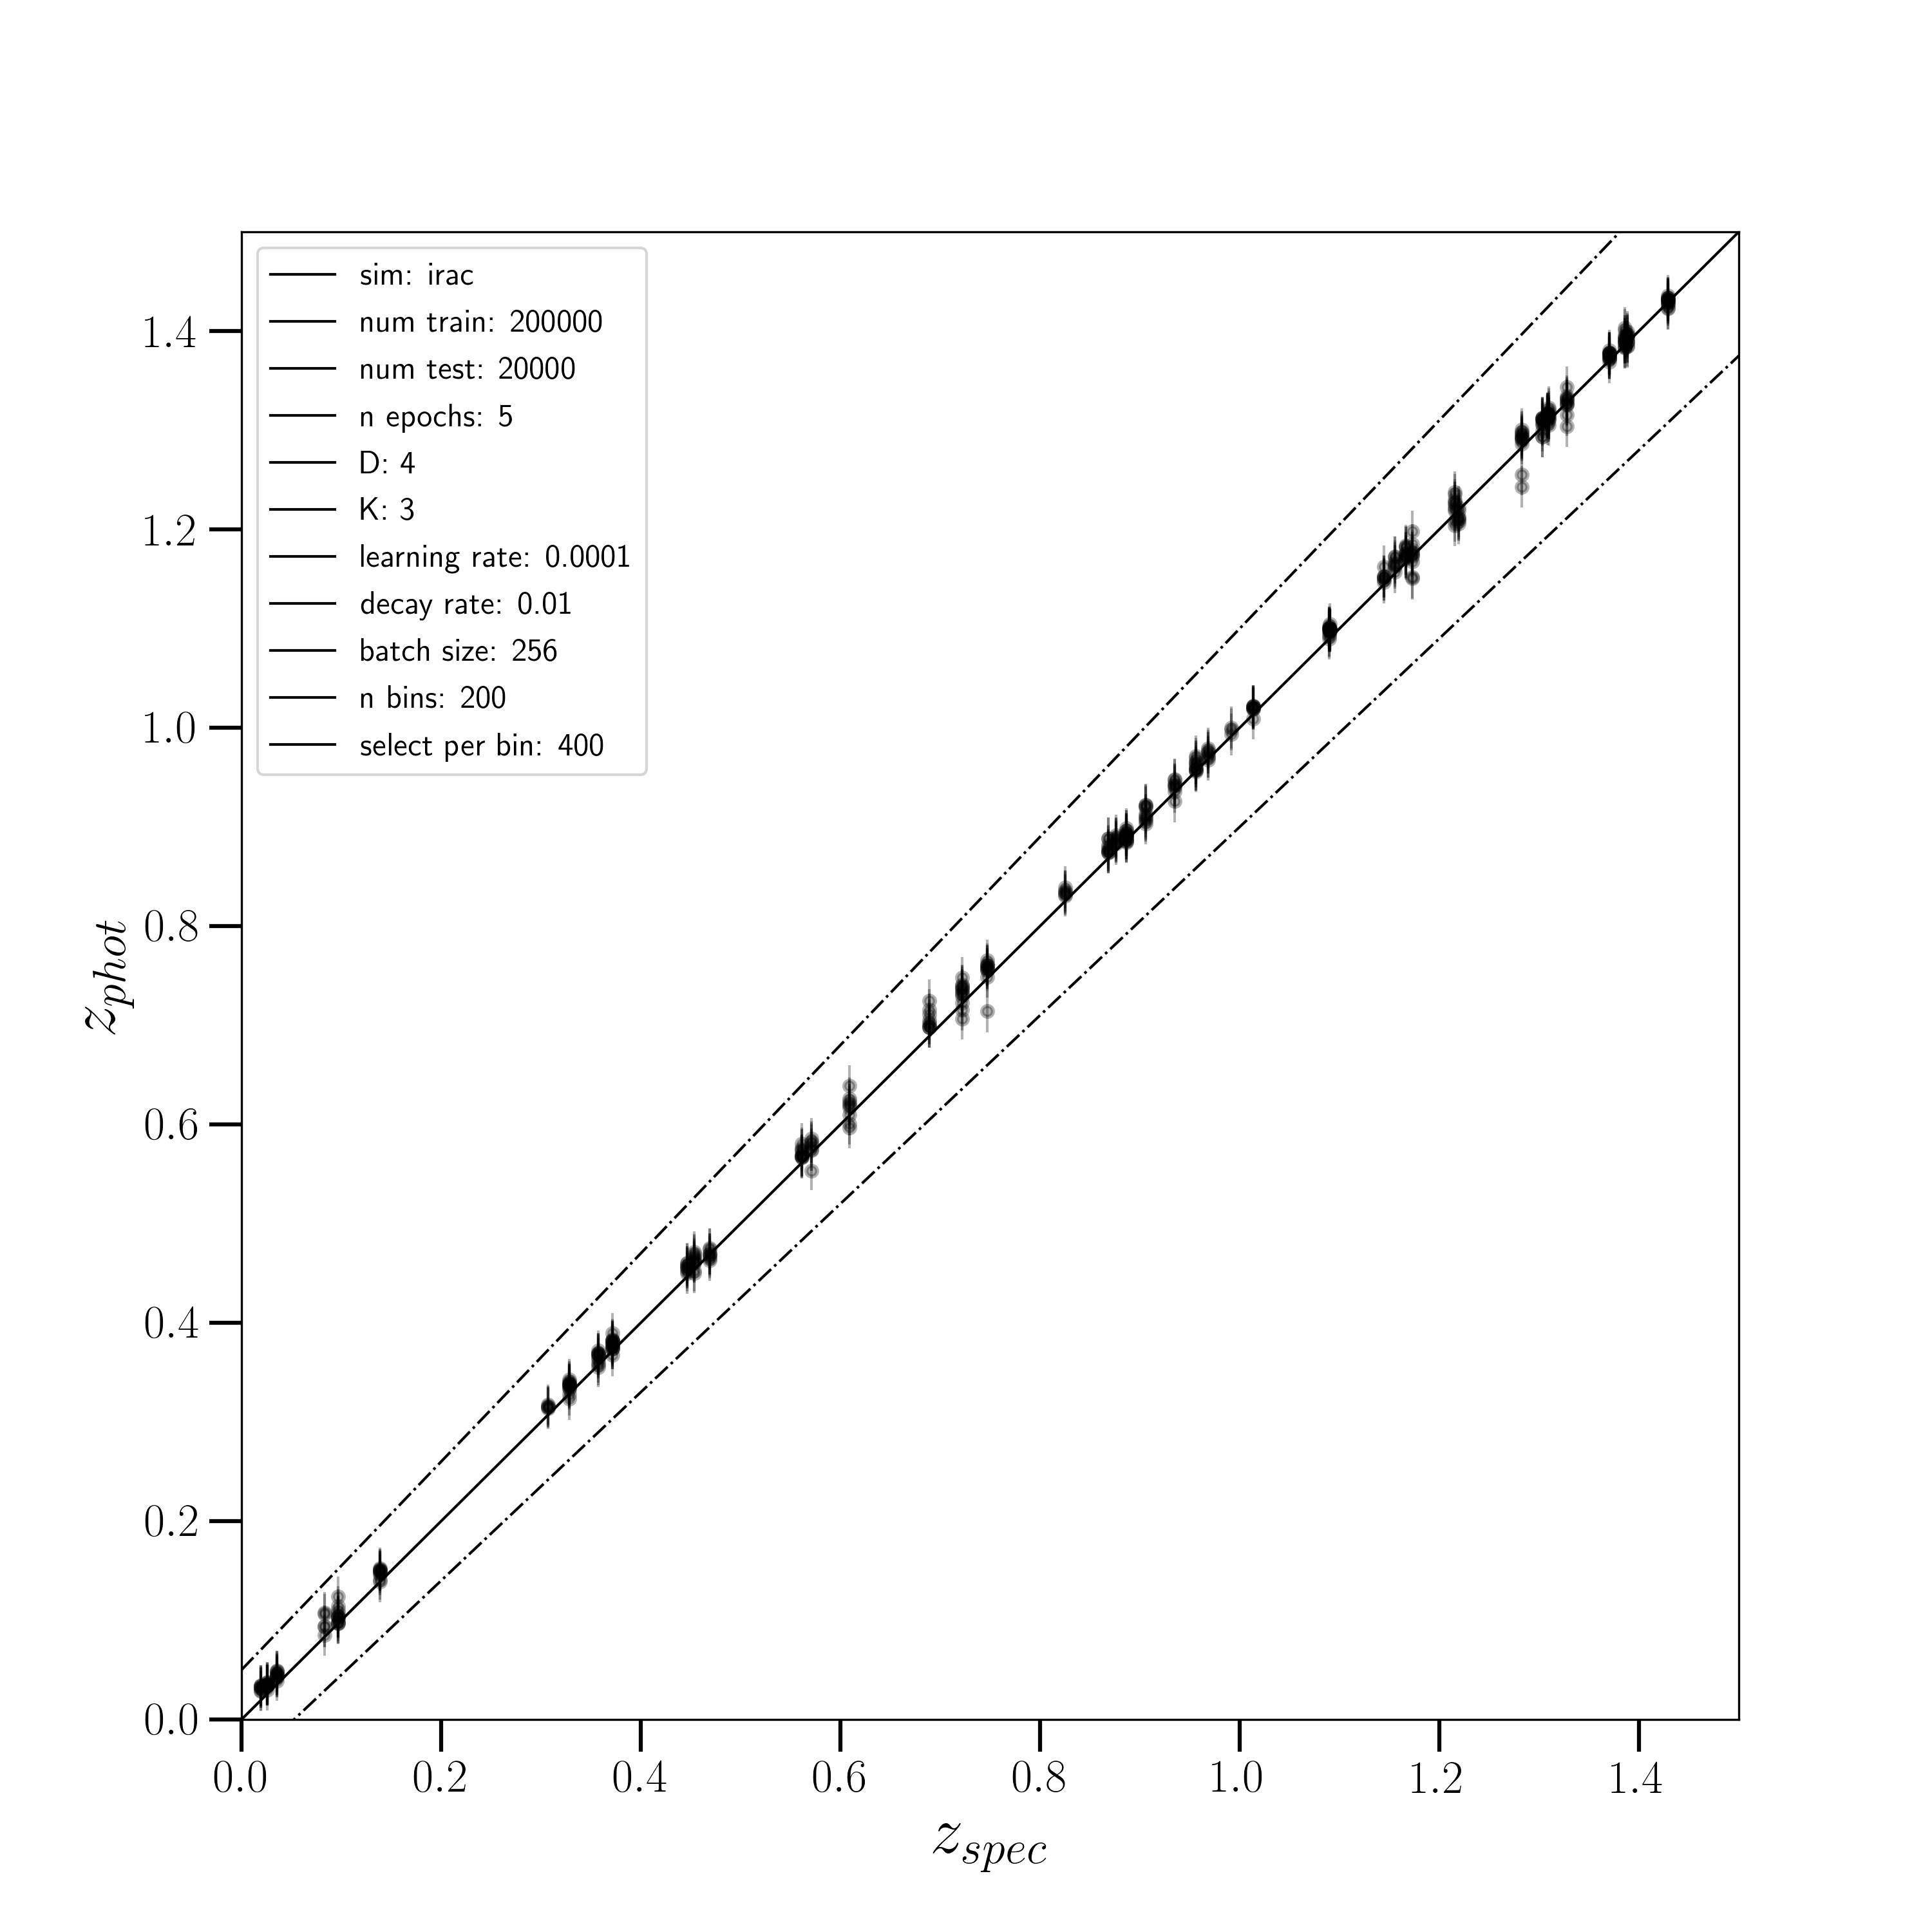 sim: irac
num train: 200000
num test: 20000
n epochs: 5
D: 4
K: 3
learning rate: 0.0001
decay rate: 0.01
batch size: 256
n bins: 200
select per bin: 400
1.4
1.2
1.0
0.8
0.6
0.4
0.2
0.0
z_phot
0.0 0.2 0.4 0.6 0.8 1.0 1.2 1.4
z_spec